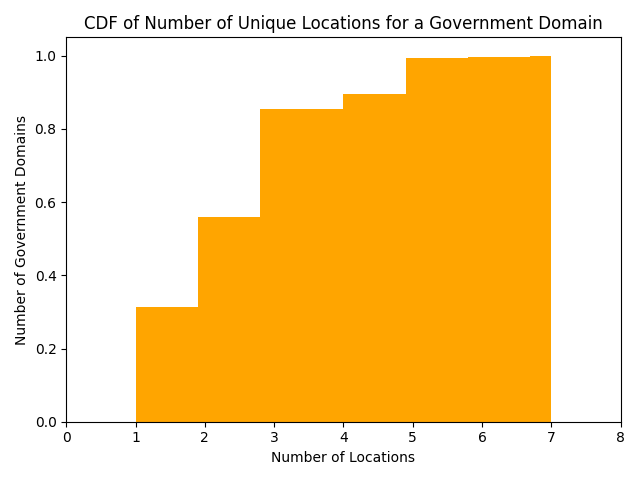 CDF of Number of Unique Locations for a Government Domain
1.0
0.8
0.6
0.4
0.2
0.0
Number of Government Domains
0 1 2 3 4 5 6 7 8
Number of Locations